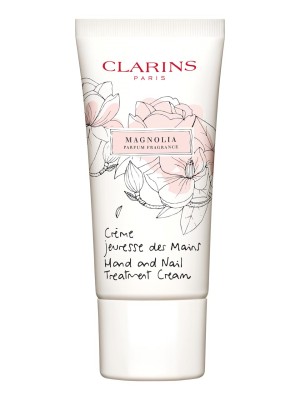 CLARINS
PARIS
MAGNOLIA
PARFUM FRAGRANCE
Crème
jeunesse des Mains
Hand and Nail
Treatment Cream